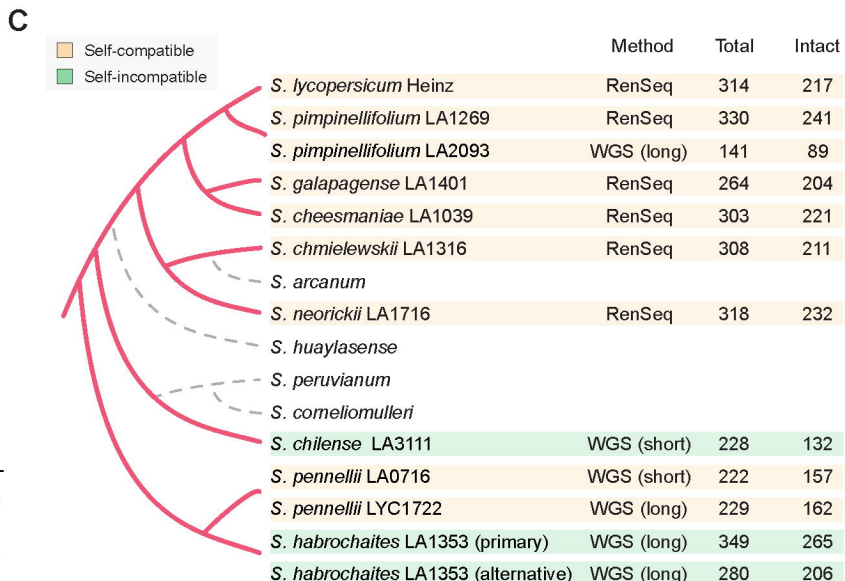 C
Self-compatible
Self-incompatible
Method Total Intact
S. lycopersicum Heinz RenSeq 314 217
S. pimpinellifolium LA1269 RenSeq 330 241
S. pimpinellifolium LA2093 WGS (long) 141 89
S. galapagense LA1401 RenSeq 264 204
S. cheesmaniae LA1039 RenSeq 303 221
S. chmielewskii LA1316 RenSeq 308 211
S. arcanum
S. neorickii LA1716 RenSeq 318 232
S. huaylasense
S. peruvianum
S. corneliomulleri
S. chilense LA3111 WGS (short) 228 132
S. pennellii LA0716 WGS (short) 222 157
S. pennellii LYC1722 WGS (long) 229 162
S. habrochaites LA1353 (primary) WGS (long) 349 265
S. habrochaites LA1353 (alternative) WGS (long) 280 206